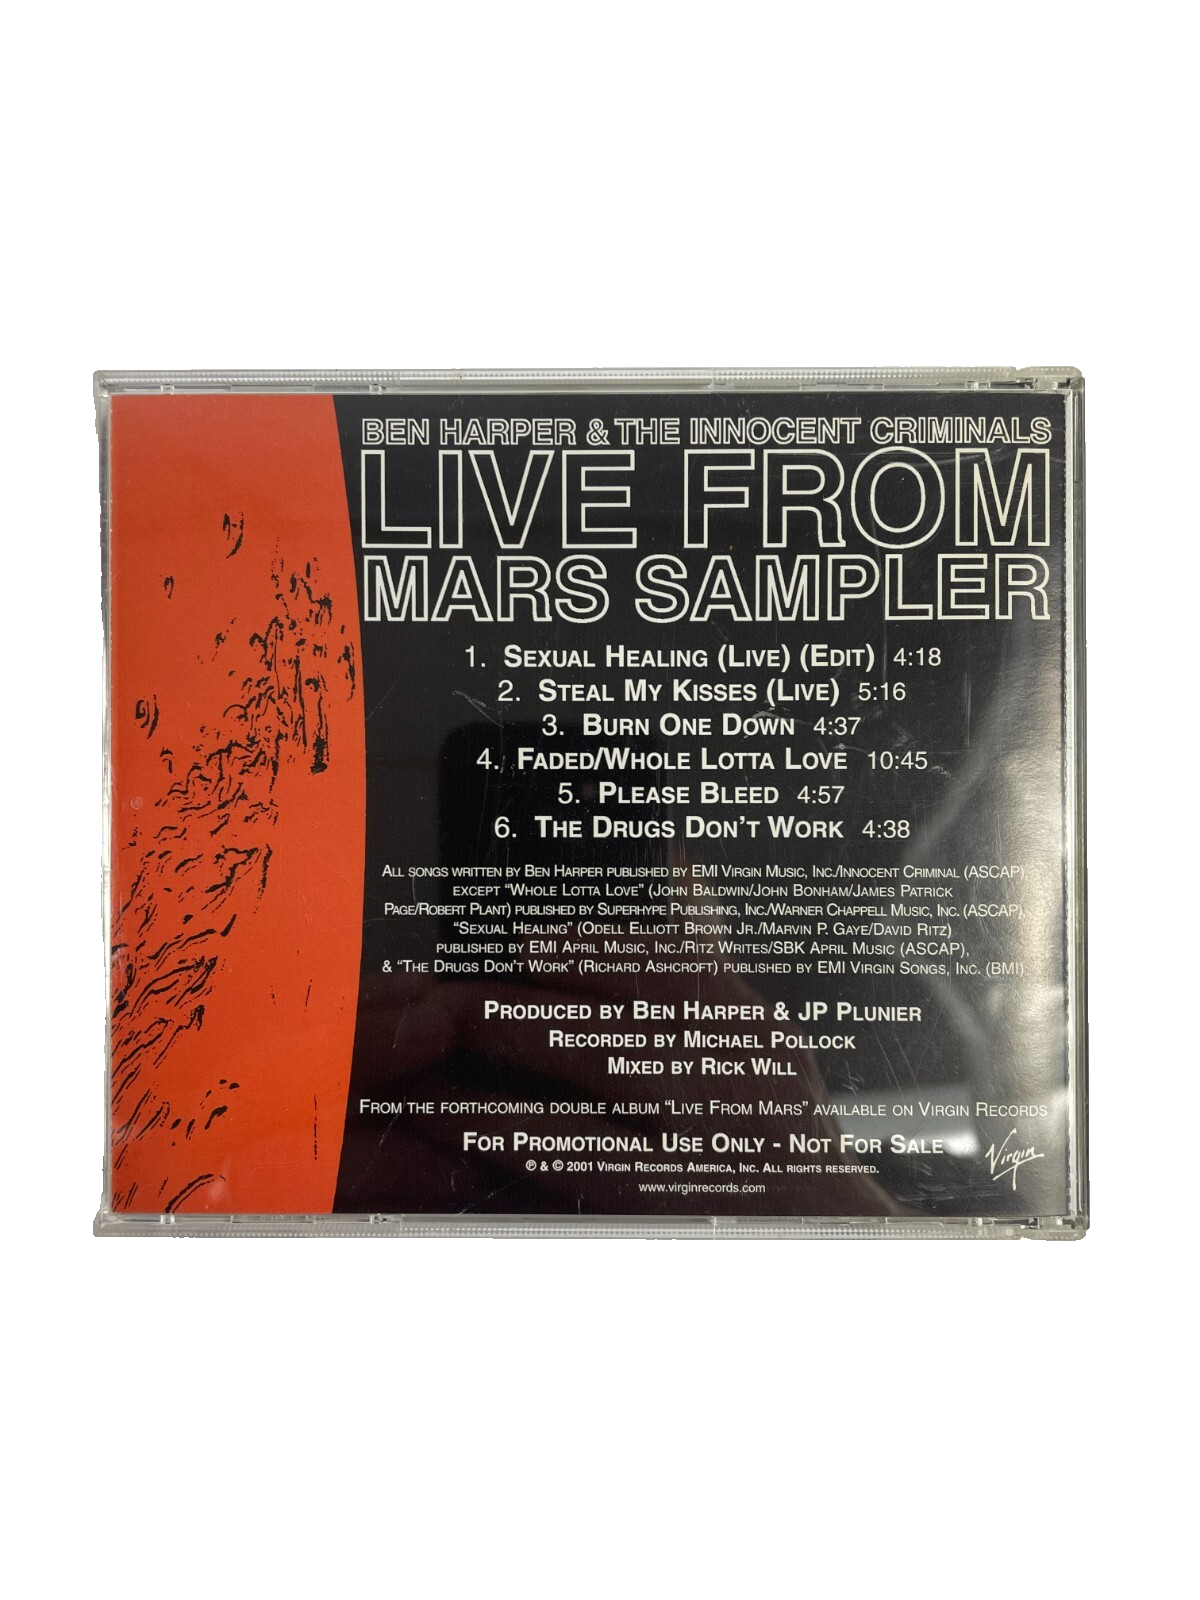 BEN HARPER & THE INNOCENT CRIMINALS
LIVE FROM
MARS SAMPLER
1. SEXUAL HEALING (LIVE) (EDIT) 4:18
2. STEAL MY KISSES (LIVE) 5:16
3. BURN ONE DOWN 4:37
4. FADED/WHOLE LOTTA LOVE 10:45
5. PLEASE BLEED 4:57
6. THE DRUGS DON'T WORK 4:38
ALL SONGS WRITTEN BY BEN HARPER PUBLISHED BY EMI VIRGIN MUSIC, INC./INNOCENT CRIMINAL (ASCAP),
EXCEPT "WHOLE LOTTA LOVE" (JOHN BALDWIN/JOHN BONHAM/JAMES PATRICK
PAGE/ROBERT PLANT) PUBLISHED BY SUPERHYPE PUBLISHING, INC./WARNER CHAPPELL MUSIC, INC. (ASCAP),
"SEXUAL HEALING" (ODELL ELLIOTT BROWN JR./MARVIN P. GAYE/DAVID RITZ)
PUBLISHED BY EMI APRIL MUSIC, INC./RITZ WRITES/SBK APRIL MUSIC (ASCAP),
& "THE DRUGS DON'T WORK" (RICHARD ASHCROFT) PUBLISHED BY EMI VIRGIN SONGS, INC. (BMI)
PRODUCED BY BEN HARPER & JP PLUNIER
RECORDED BY MICHAEL POLLOCK
MIXED BY RICK WILL
FROM THE FORTHCOMING DOUBLE ALBUM "LIVE FROM MARS" AVAILABLE ON VIRGIN RECORDS
FOR PROMOTIONAL USE ONLY - NOT FOR SALE
Virgin
℗ & © 2001 VIRGIN RECORDS AMERICA, INC. ALL RIGHTS RESERVED.
www.virginrecords.com